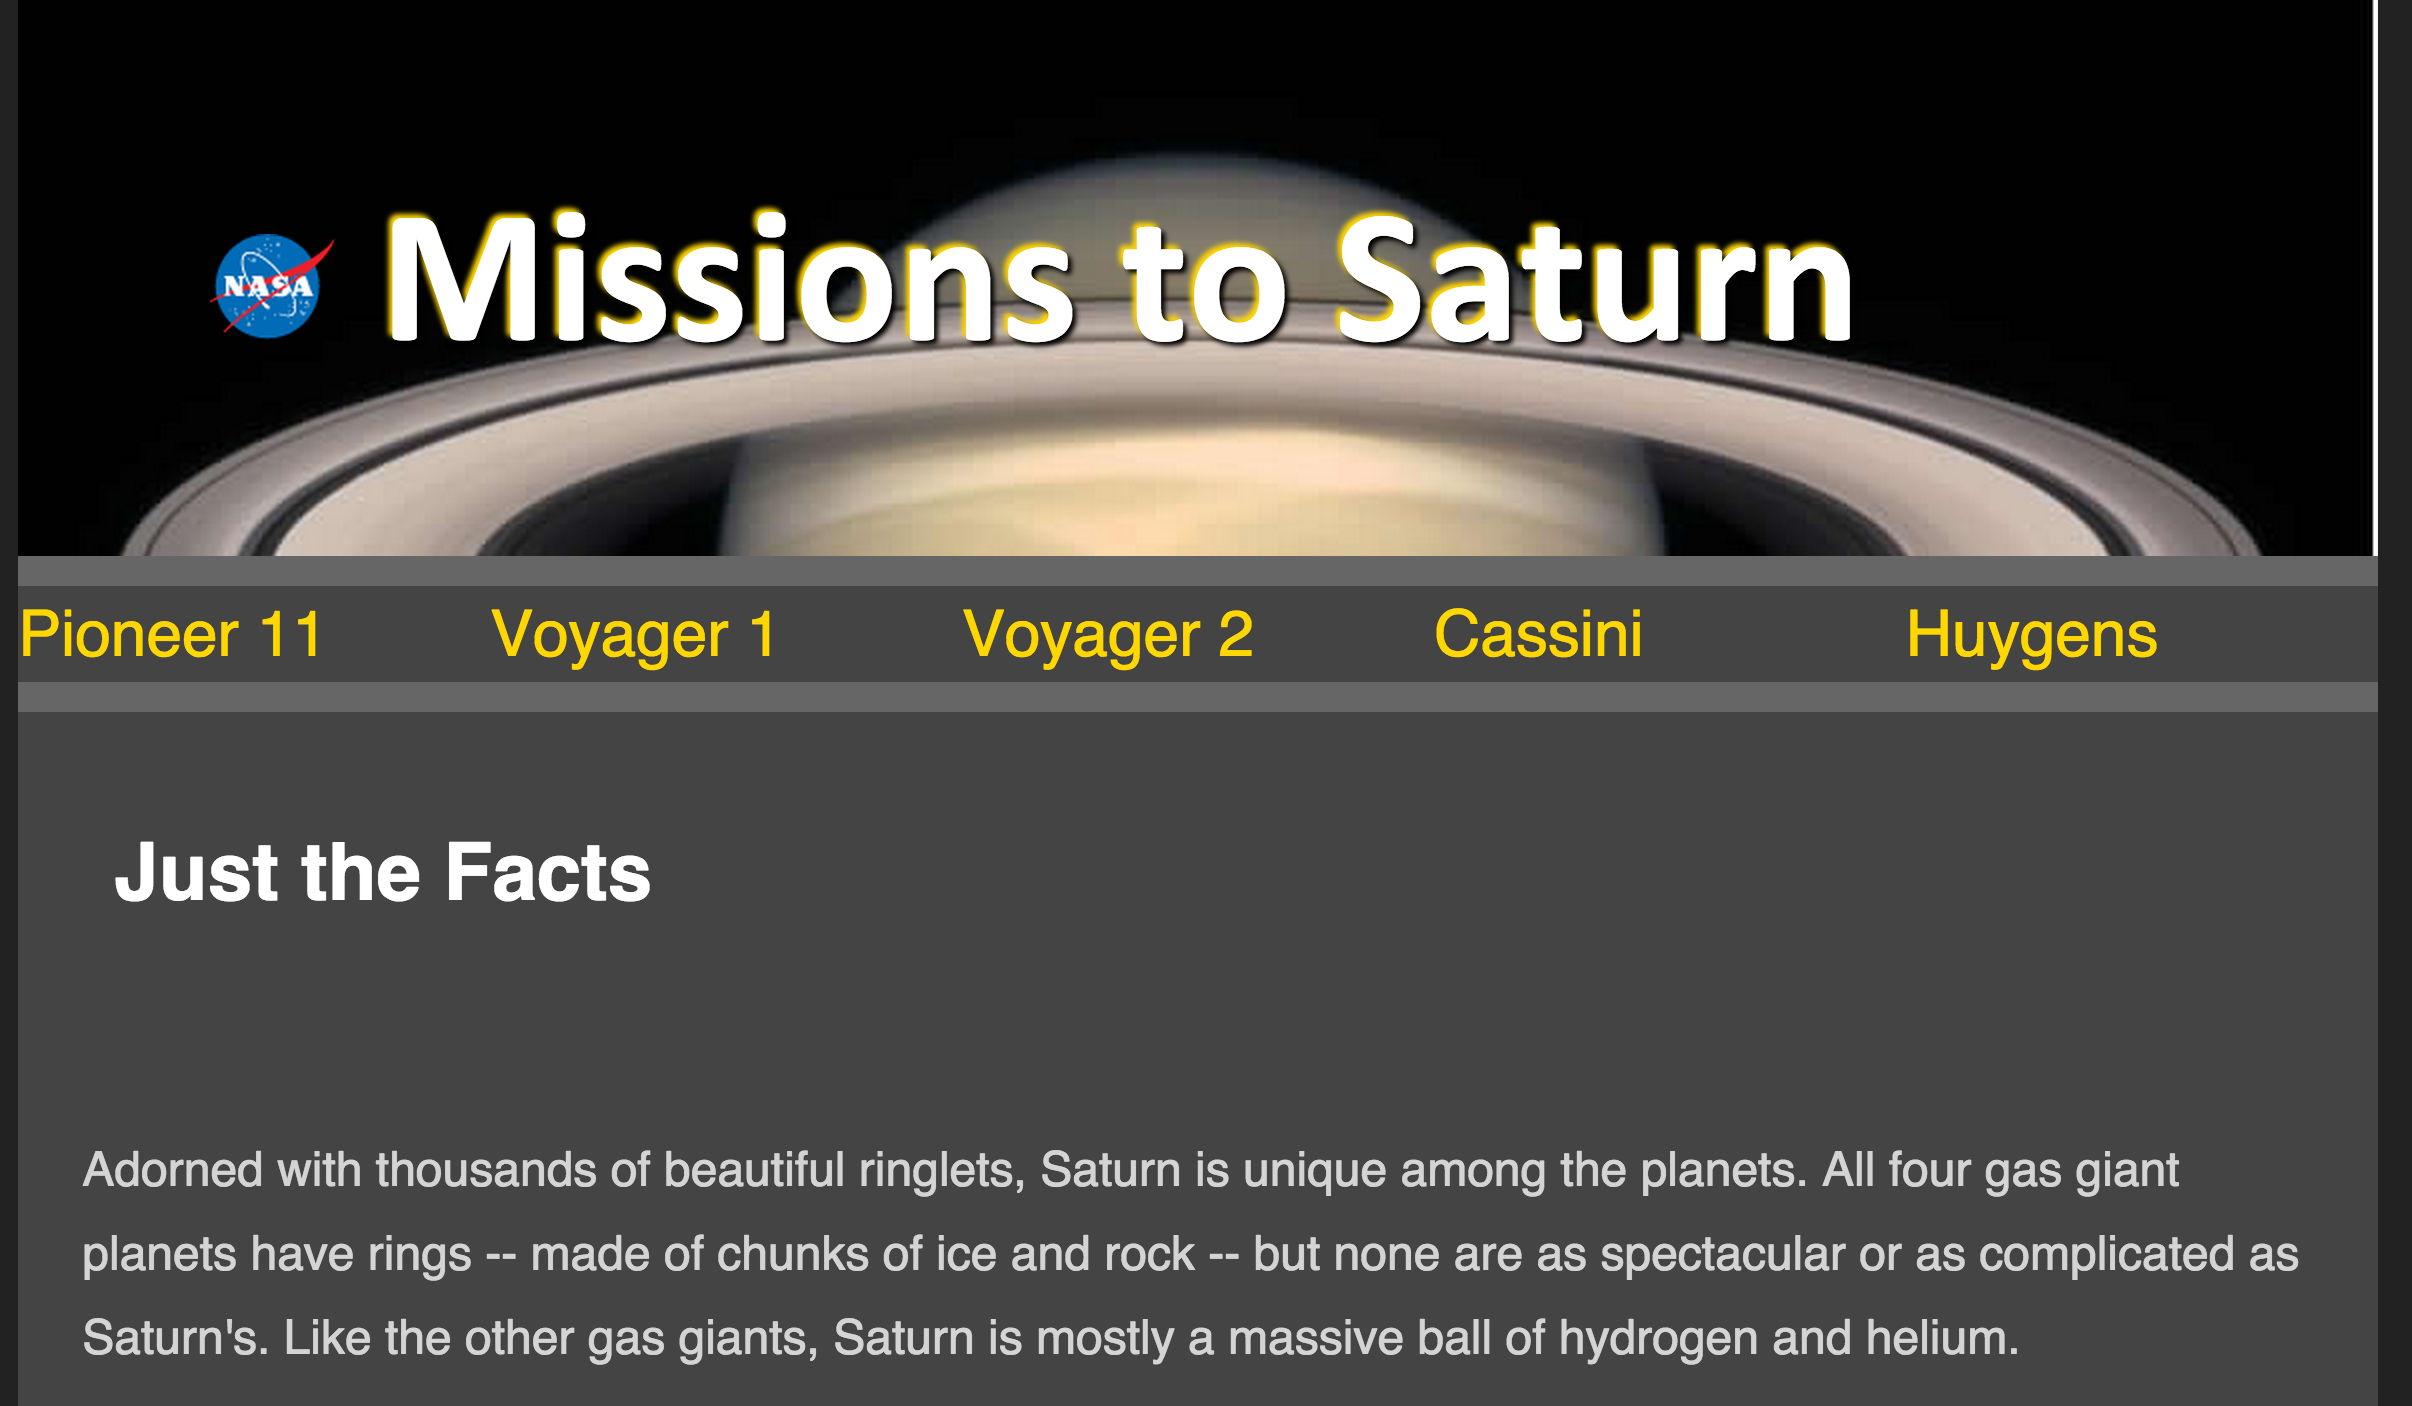 NASA
Missions to Saturn
Pioneer 11
Voyager 1
Voyager 2
Cassini
Huygens
Just the Facts
Adorned with thousands of beautiful ringlets, Saturn is unique among the planets. All four gas giant
planets have rings -- made of chunks of ice and rock -- but none are as spectacular or as complicated as
Saturn's. Like the other gas giants, Saturn is mostly a massive ball of hydrogen and helium.